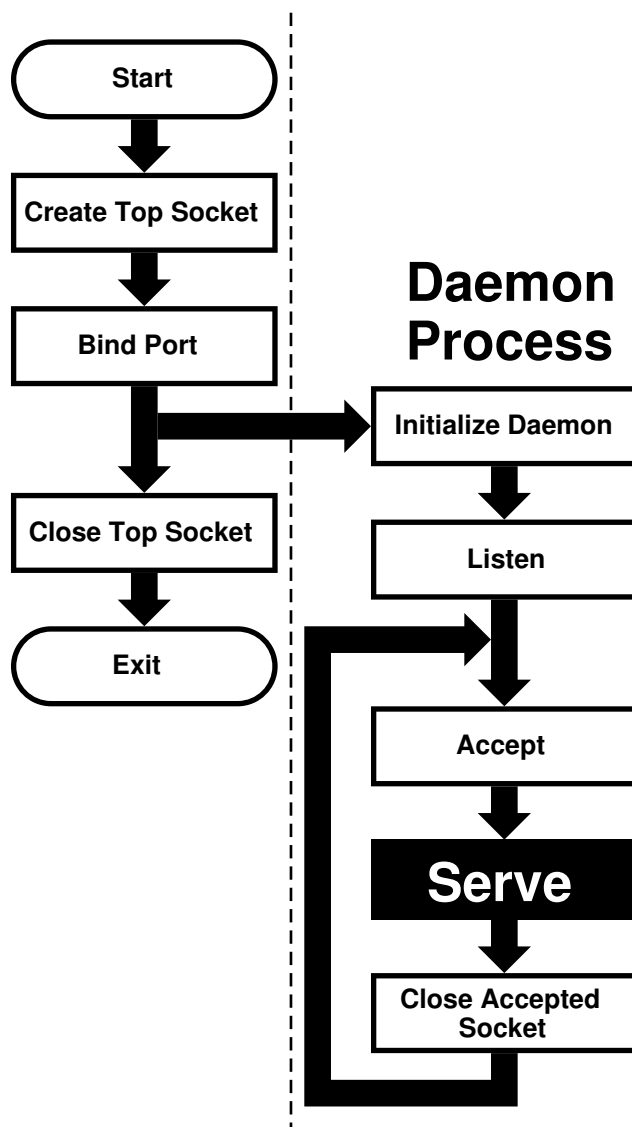 Start
Create Top Socket
Bind Port
Close Top Socket
Exit
Daemon
Process
Initialize Daemon
Listen
Accept
Serve
Close Accepted
Socket